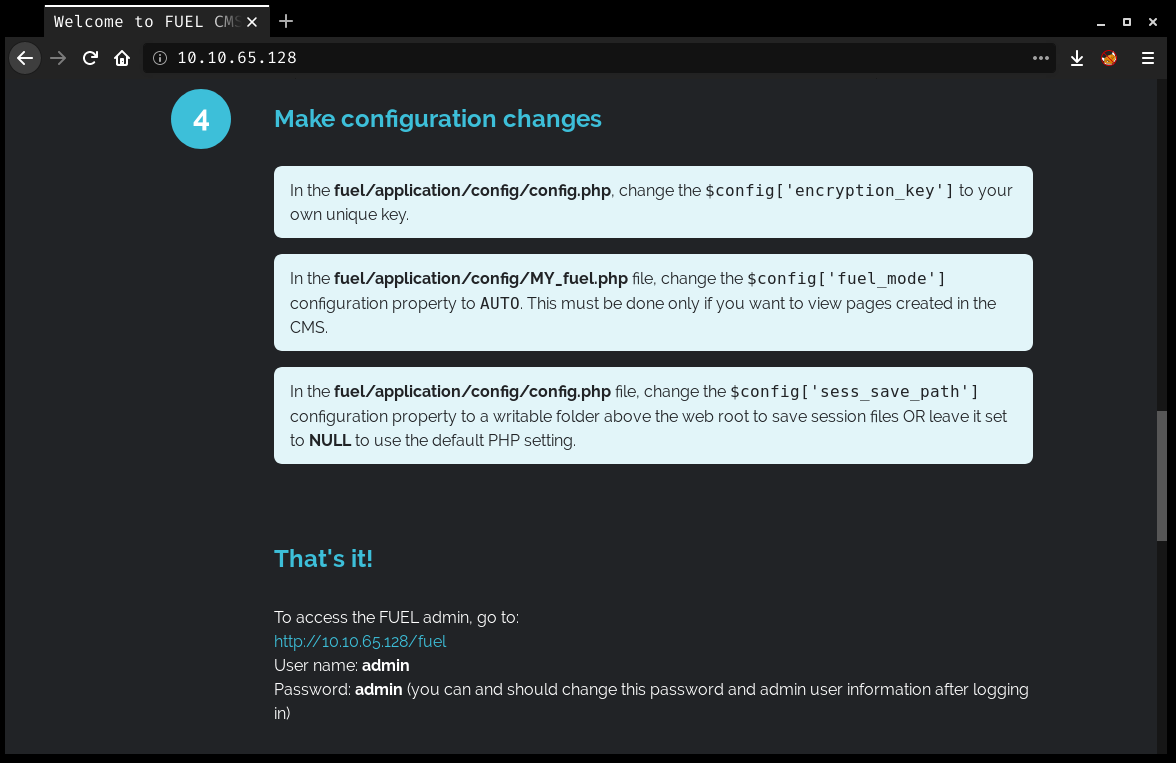 Welcome to FUEL CMS
10.10.65.128
4
Make configuration changes
In the fuel/application/config/config.php, change the $config['encryption_key'] to your
own unique key.
In the fuel/application/config/MY_fuel.php file, change the $config['fuel_mode']
configuration property to AUTO. This must be done only if you want to view pages created in the
CMS.
In the fuel/application/config/config.php file, change the $config['sess_save_path']
configuration property to a writable folder above the web root to save session files OR leave it set
to NULL to use the default PHP setting.
That's it!
To access the FUEL admin, go to:
http://10.10.65.128/fuel
User name: admin
Password: admin (you can and should change this password and admin user information after logging
in)